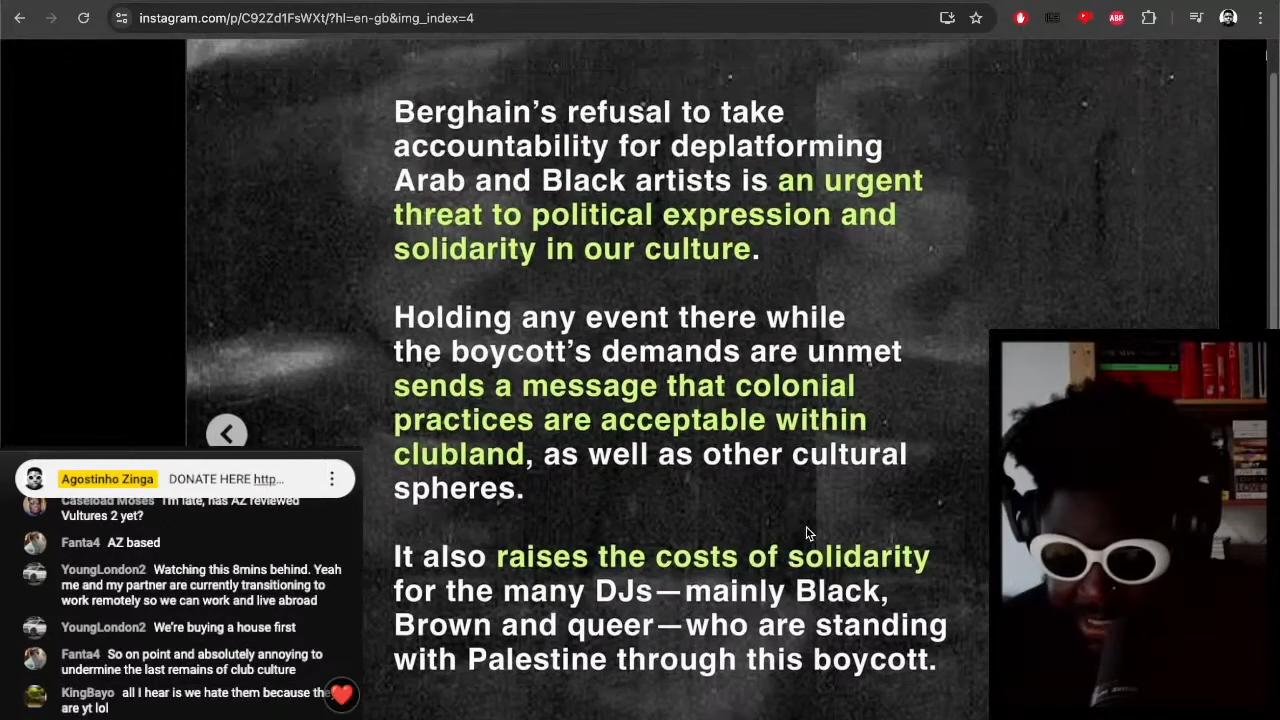 instagram.com/p/C92Zd1FsWXt/?hl=en-gb&img_index=4
ABP
Berghain's refusal to take
accountability for deplatforming
Arab and Black artists is an urgent
threat to political expression and
solidarity in our culture.
Holding any event there while
the boycott's demands are unmet
sends a message that colonial
practices are acceptable within
clubland, as well as other cultural
spheres.
It also raises the costs of solidarity
for the many DJs—mainly Black,
Brown and queer—who are standing
with Palestine through this boycott.
Agostinho Zinga DONATE HERE http...
Caseload Moses I'm late, has AZ reviewed
Vultures 2 yet?
Fanta4 AZ based
YoungLondon2 Watching this 8mins behind. Yeah
me and my partner are currently transitioning to
work remotely so we can work and live abroad
YoungLondon2 We're buying a house first
Fanta4 So on point and absolutely annoying to
undermine the last remains of club culture
KingBayo all I hear is we hate them because the
are yt lol